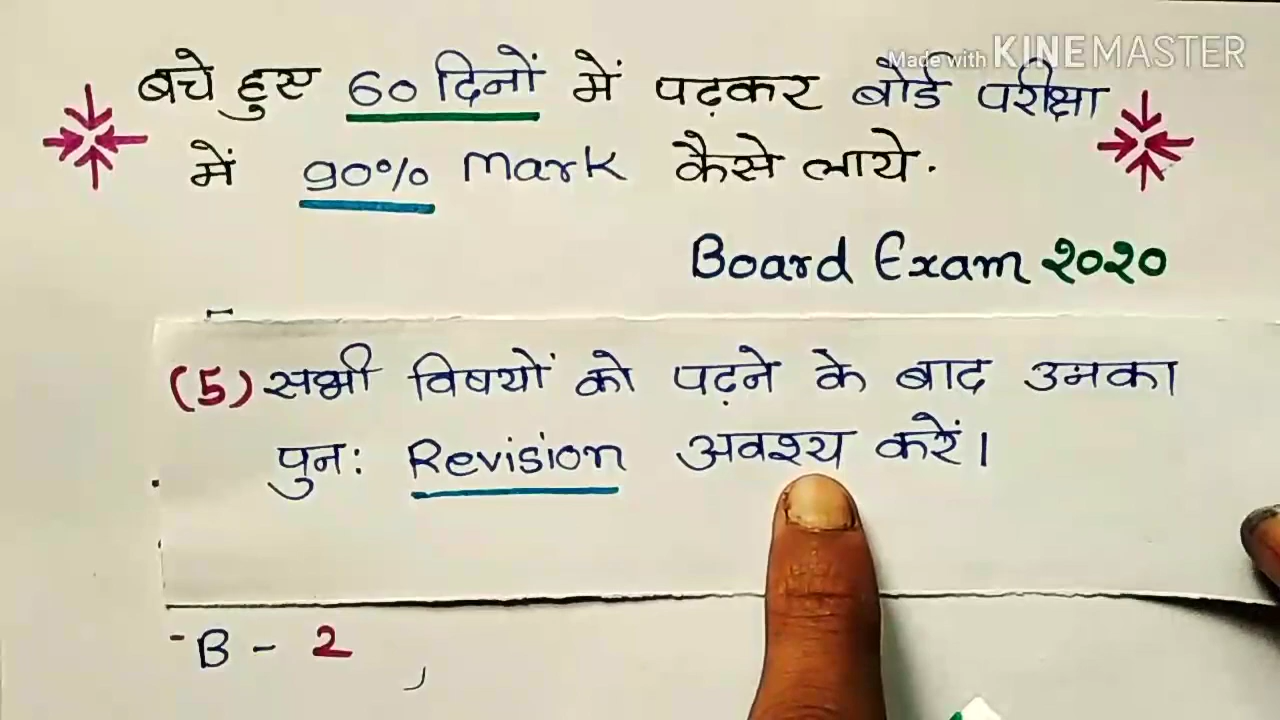 Made with KINEMASTER
बचे हुए 60 दिनों में पढ़कर बोर्ड परीक्षा
में 90% mark कैसे लाये.
Board Exam २०२०
(5) सभी विषयों को पढ़ने के बाद उनका
पुन: Revision अवश्य करें।
B - 2